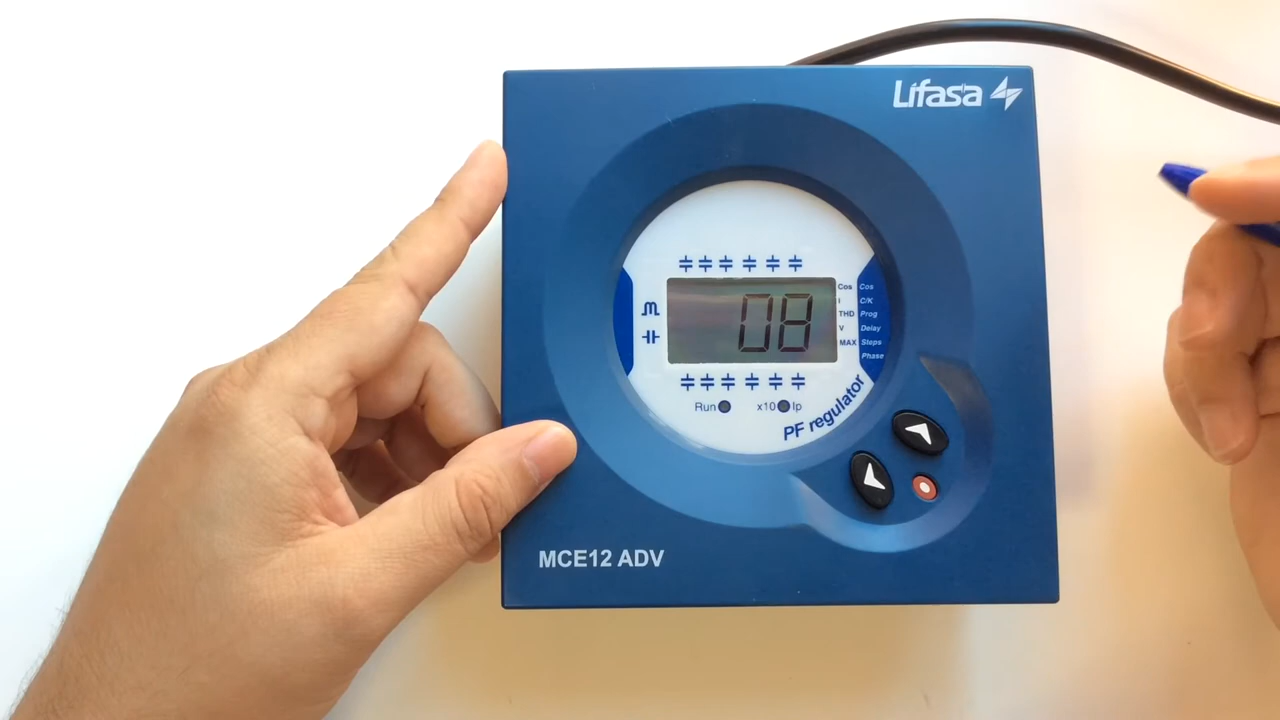 Lifasa
08
Cos Cos
I C/K
THD Prog
V Delay
MAX Steps
Phase
Run x10 Ip
PF regulator
MCE12 ADV